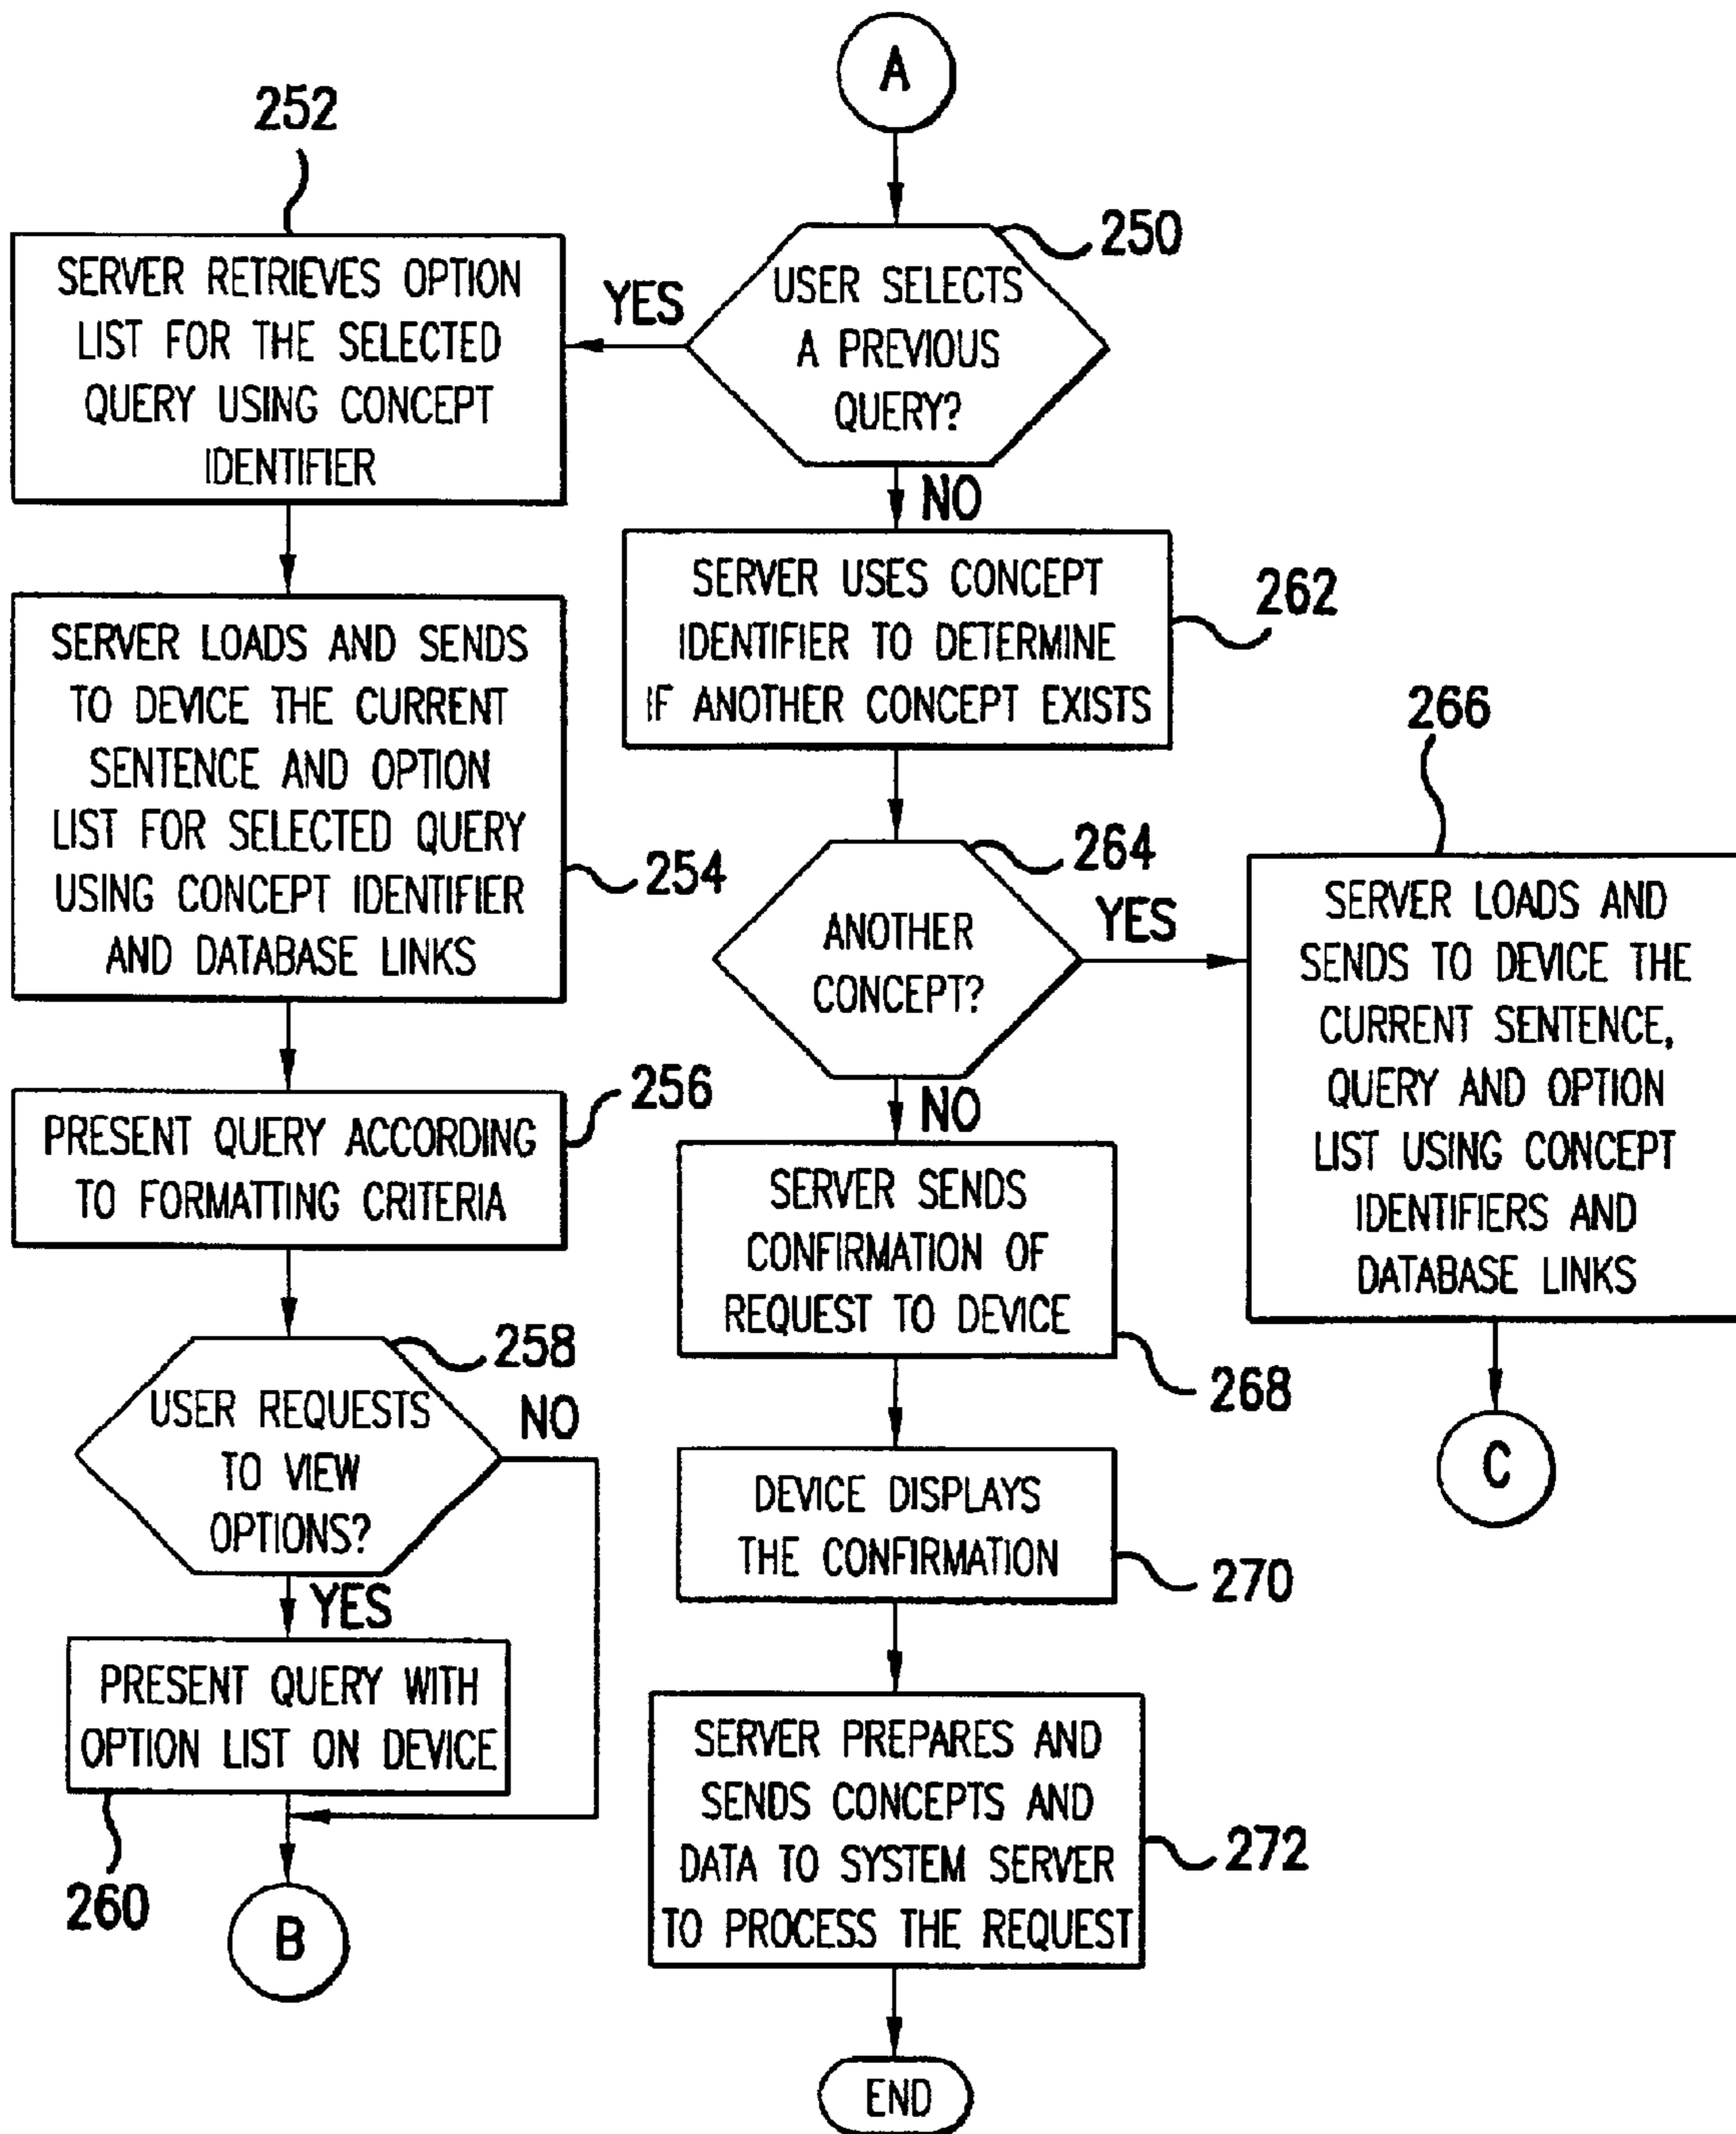 A
252
250
SERVER RETRIEVES OPTION
LIST FOR THE SELECTED
QUERY USING CONCEPT
IDENTIFIER
YES
USER SELECTS
A PREVIOUS
QUERY?
NO
SERVER USES CONCEPT
IDENTIFIER TO DETERMINE
IF ANOTHER CONCEPT EXISTS
262
SERVER LOADS AND SENDS
TO DEVICE THE CURRENT
SENTENCE AND OPTION
LIST FOR SELECTED QUERY
USING CONCEPT IDENTIFIER
AND DATABASE LINKS
254
264
ANOTHER
CONCEPT?
YES
266
SERVER LOADS AND
SENDS TO DEVICE THE
CURRENT SENTENCE,
QUERY AND OPTION
LIST USING CONCEPT
IDENTIFIERS AND
DATABASE LINKS
C
256
PRESENT QUERY ACCORDING
TO FORMATTING CRITERIA
NO
SERVER SENDS
CONFIRMATION OF
REQUEST TO DEVICE
268
258
USER REQUESTS
TO VIEW
OPTIONS?
NO
YES
DEVICE DISPLAYS
THE CONFIRMATION
270
PRESENT QUERY WITH
OPTION LIST ON DEVICE
260
B
SERVER PREPARES AND
SENDS CONCEPTS AND
DATA TO SYSTEM SERVER
TO PROCESS THE REQUEST
272
END